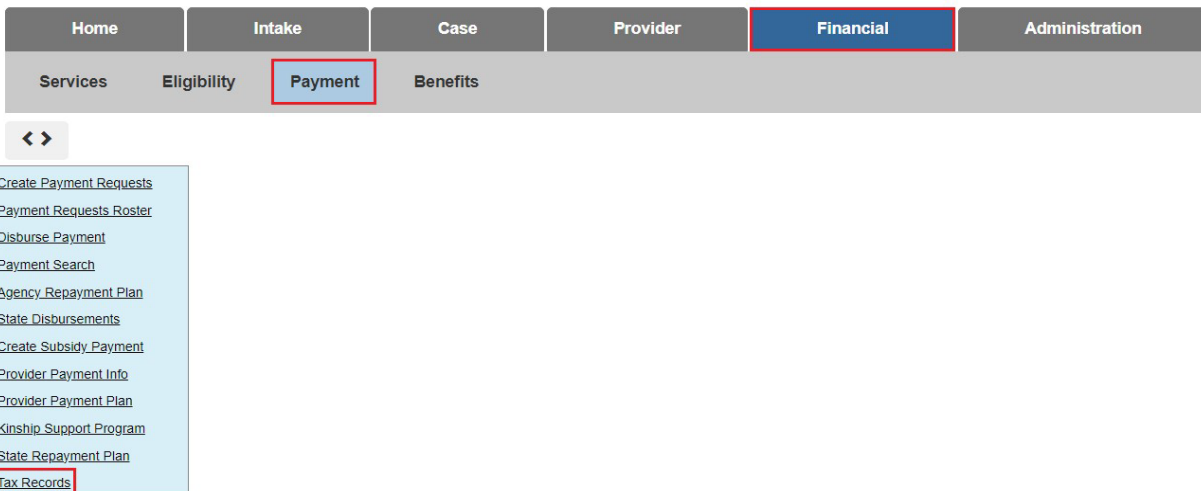 Home Intake Case Provider Financial Administration
Services Eligibility Payment Benefits
Create Payment Requests
Payment Requests Roster
Disburse Payment
Payment Search
Agency Repayment Plan
State Disbursements
Create Subsidy Payment
Provider Payment Info
Provider Payment Plan
Kinship Support Program
State Repayment Plan
Tax Records